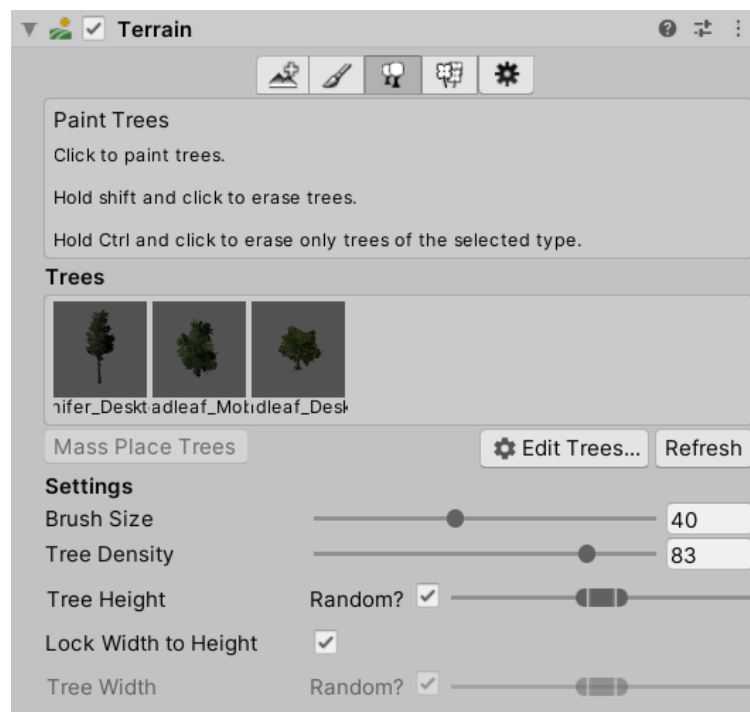 Terrain
Paint Trees
Click to paint trees.
Hold shift and click to erase trees.
Hold Ctrl and click to erase only trees of the selected type.
Trees
nifer_Deskt adleaf_Mob dleaf_Desk
Mass Place Trees Edit Trees... Refresh
Settings
Brush Size 40
Tree Density 83
Tree Height Random?
Lock Width to Height
Tree Width Random?